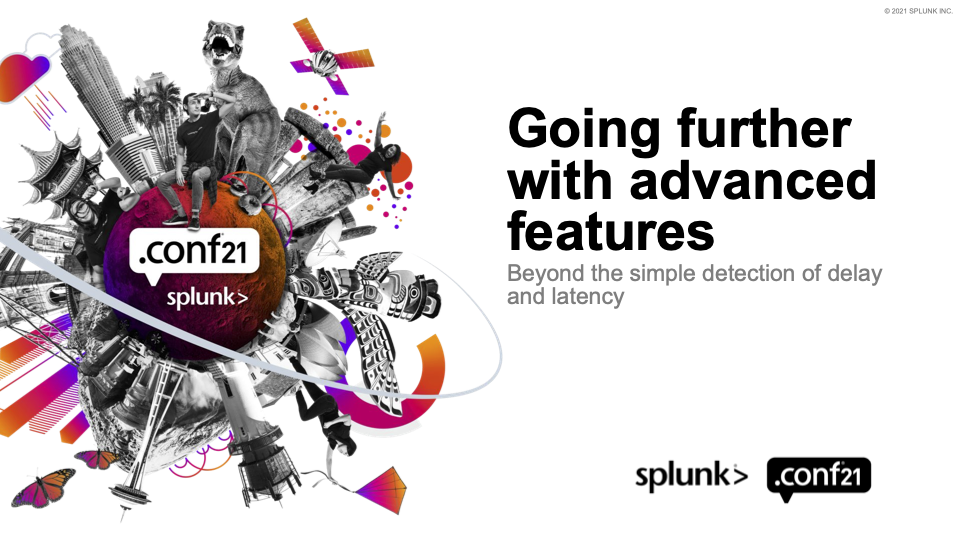 © 2021 SPLUNK INC.
.conf21
splunk>
Going further
with advanced
features
Beyond the simple detection of delay
and latency
splunk> .conf21